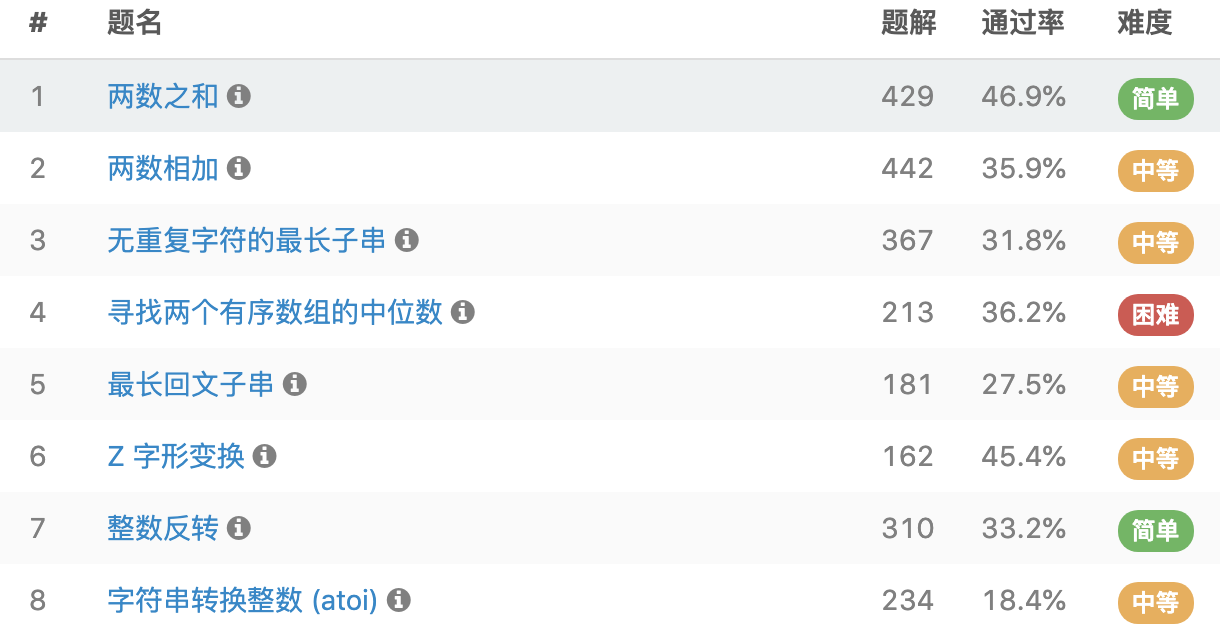 # 题名 题解 通过率 难度
1 两数之和 429 46.9% 简单
2 两数相加 442 35.9% 中等
3 无重复字符的最长子串 367 31.8% 中等
4 寻找两个有序数组的中位数 213 36.2% 困难
5 最长回文子串 181 27.5% 中等
6 Z 字形变换 162 45.4% 中等
7 整数反转 310 33.2% 简单
8 字符串转换整数 (atoi) 234 18.4% 中等